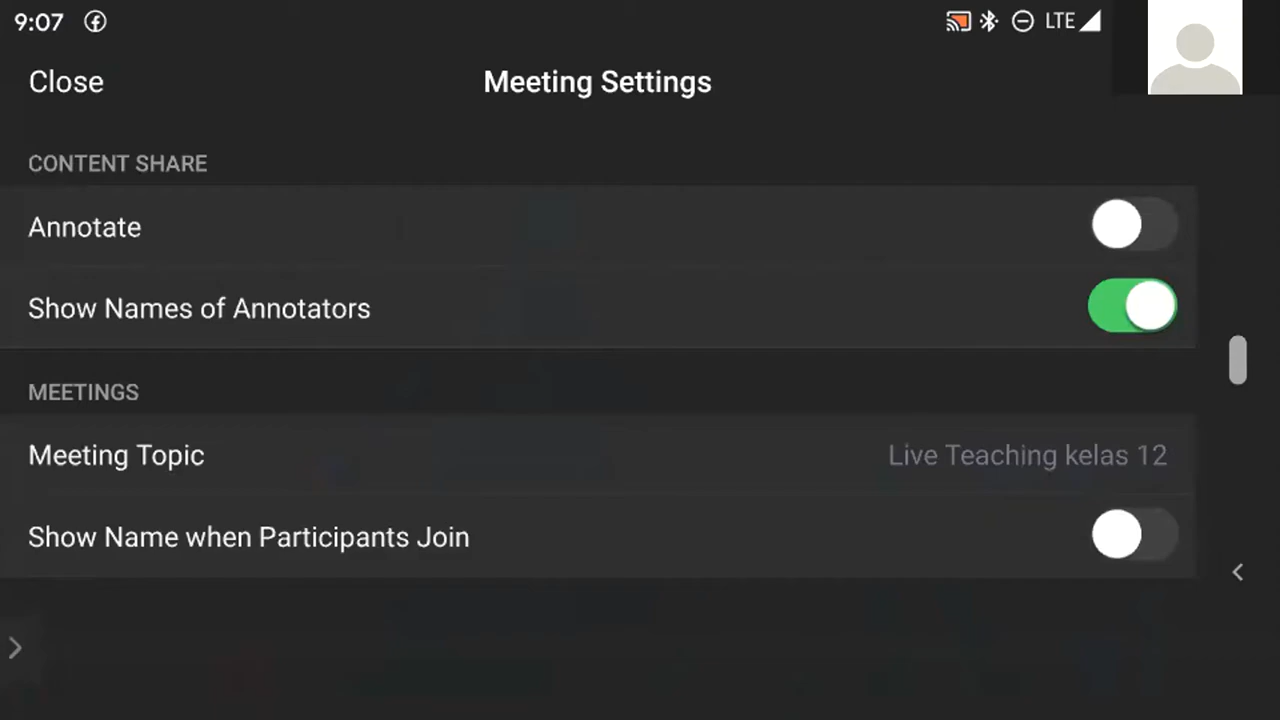 9:07 LTE
Close
Meeting Settings
CONTENT SHARE
Annotate
Show Names of Annotators
MEETINGS
Meeting Topic
Live Teaching kelas 12
Show Name when Participants Join